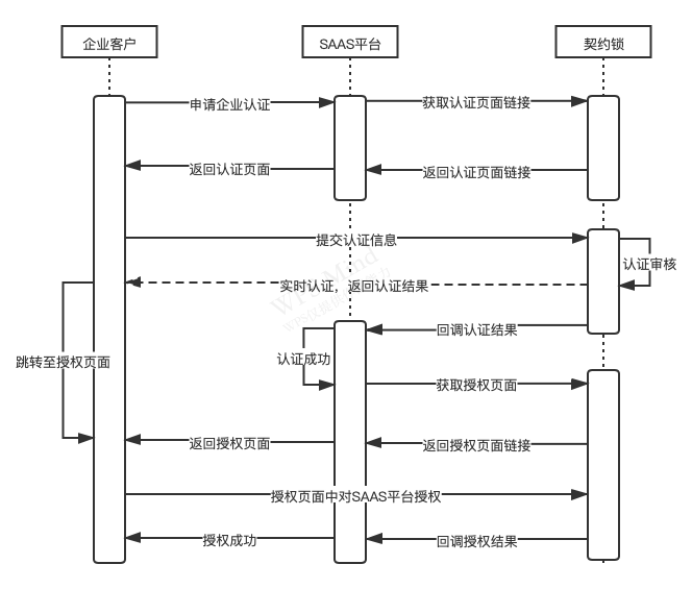 企业客户
SAAS平台
契约锁
申请企业认证
获取认证页面链接
返回认证页面
返回认证页面链接
提交认证信息
认证审核
实时认证，返回认证结果
回调认证结果
认证成功
跳转至授权页面
获取授权页面
返回授权页面
返回授权页面链接
授权页面中对SAAS平台授权
授权成功
回调授权结果